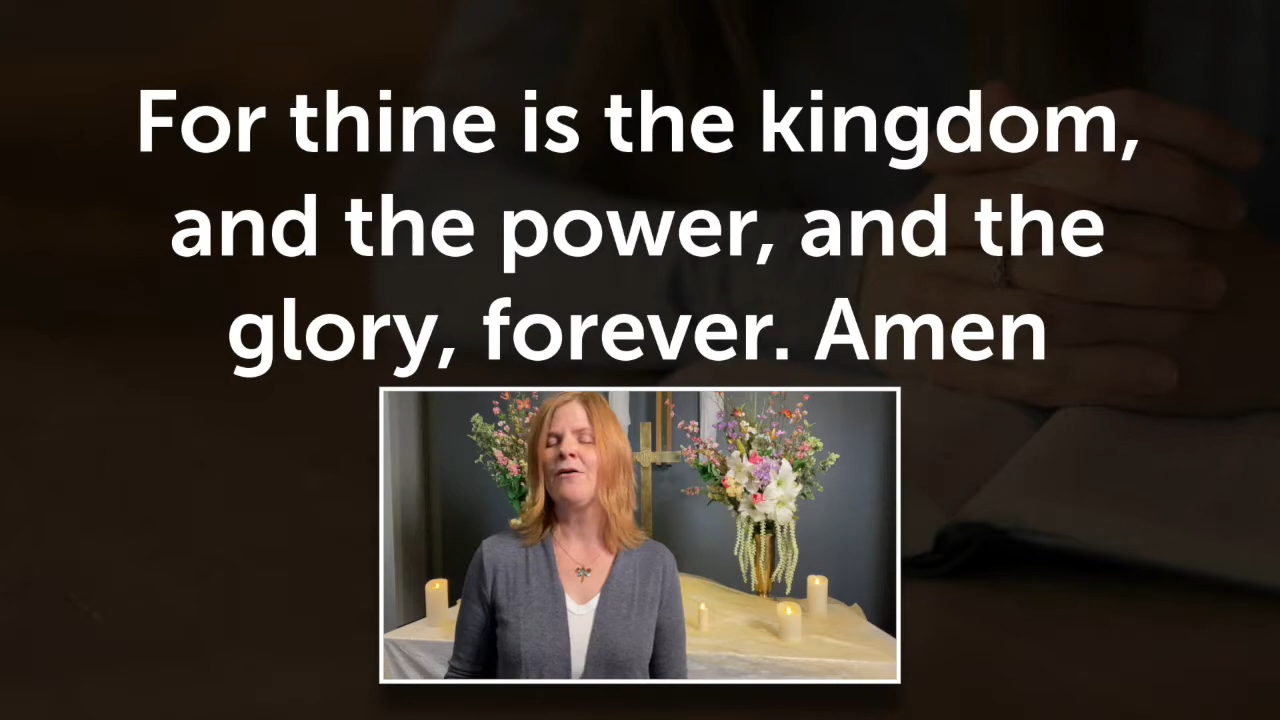 For thine is the kingdom,
and the power, and the
glory, forever. Amen